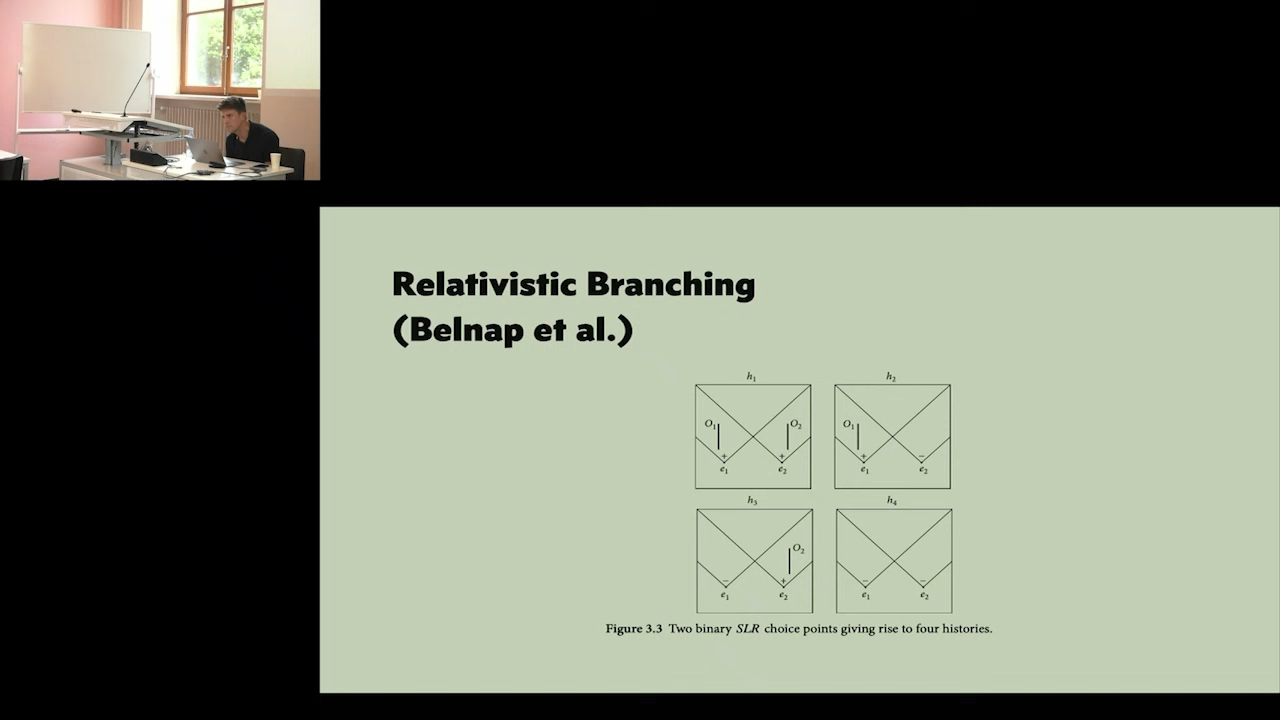 Relativistic Branching
(Belnap et al.)
h₁ h₂
O₁ O₂ O₁
+ + + −
e₁ e₂ e₁ e₂
h₃ h₄
O₂
− + − −
e₁ e₂ e₁ e₂
Figure 3.3 Two binary SLR choice points giving rise to four histories.